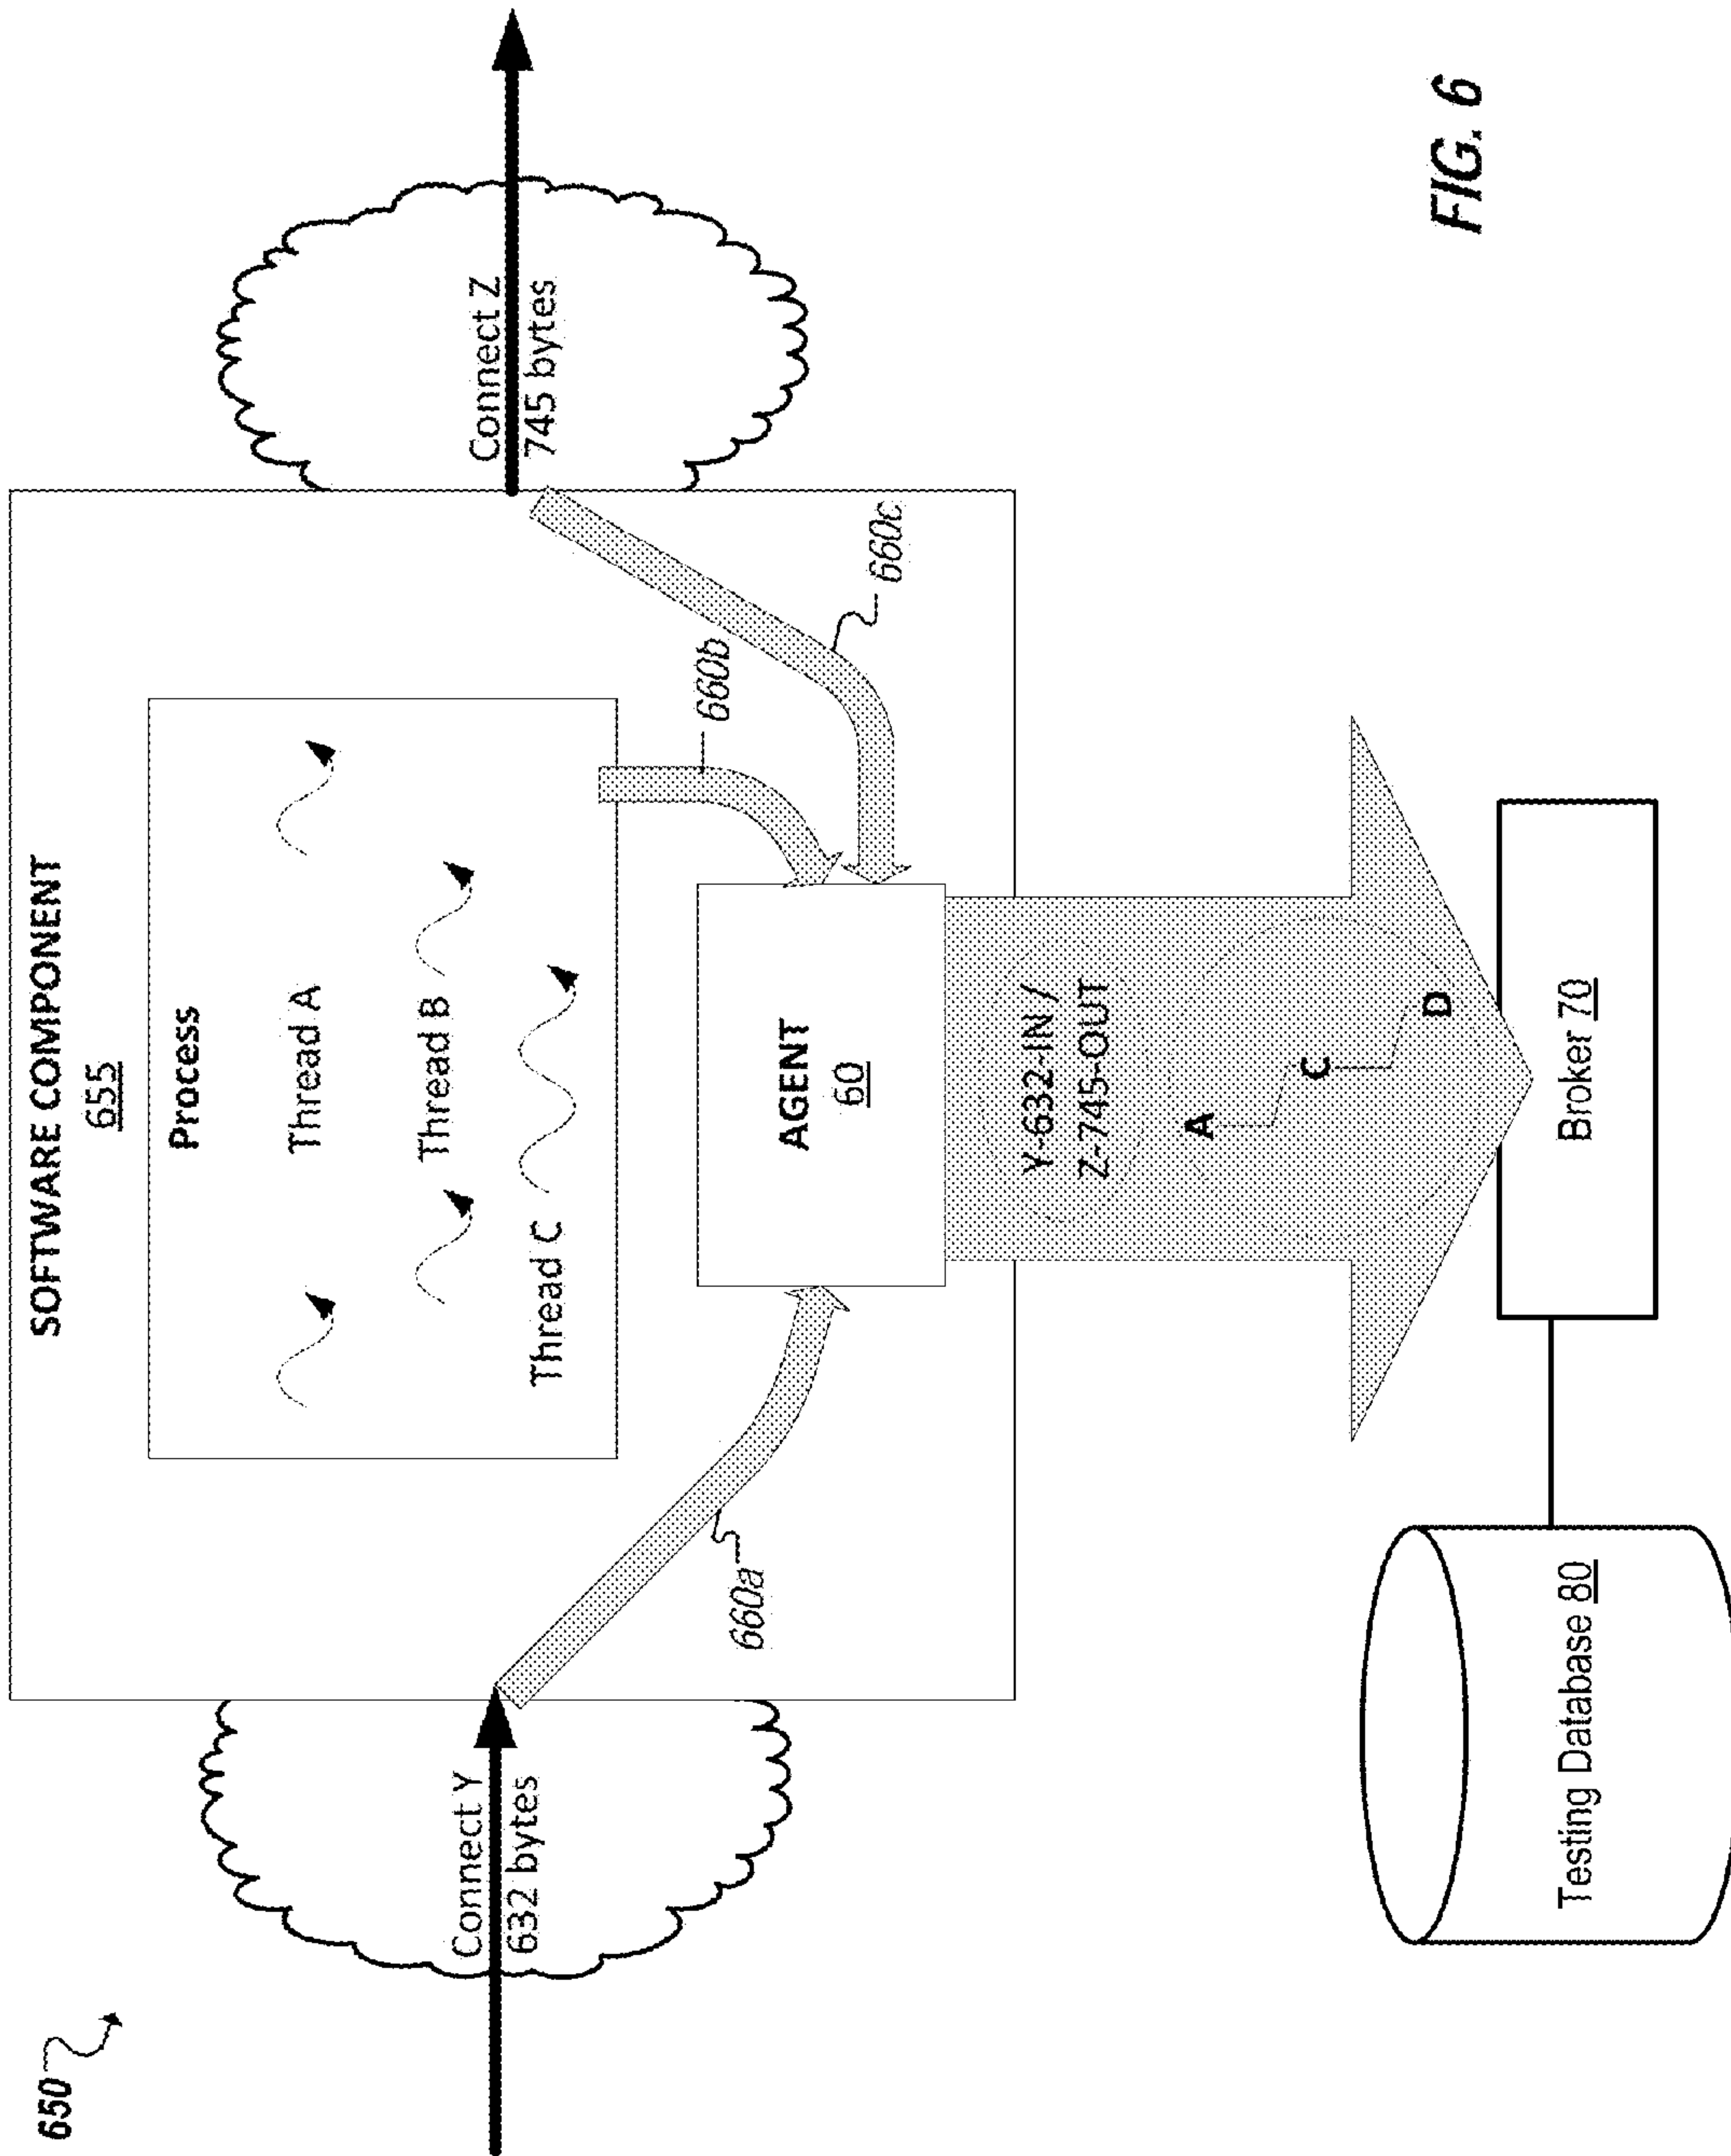 650
SOFTWARE COMPONENT
655
Process
Thread A
Thread B
Thread C
Connect Y
632 bytes
Connect Z
745 bytes
660a
660b
660c
AGENT
60
Y-632-IN /
Z-745-OUT
A
C
D
Testing Database 80
Broker 70
FIG. 6